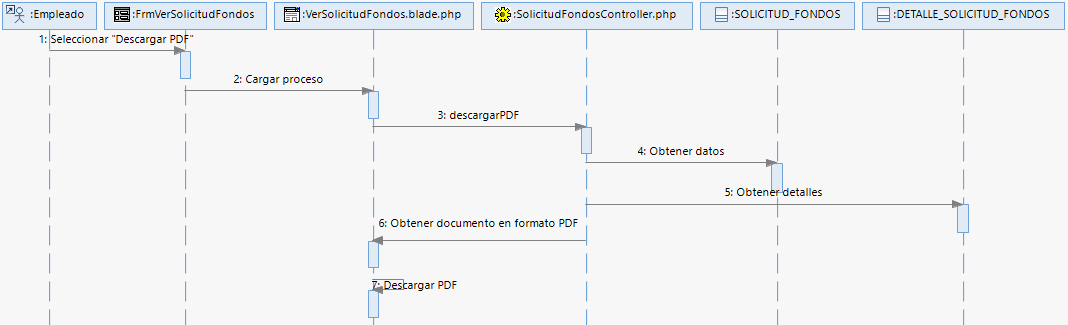 :Empleado
:FrmVerSolicitudFondos
:VerSolicitudFondos.blade.php
:SolicitudFondosController.php
:SOLICITUD_FONDOS
:DETALLE_SOLICITUD_FONDOS
1: Seleccionar "Descargar PDF"
2: Cargar proceso
3: descargarPDF
4: Obtener datos
5: Obtener detalles
6: Obtener documento en formato PDF
7: Descargar PDF